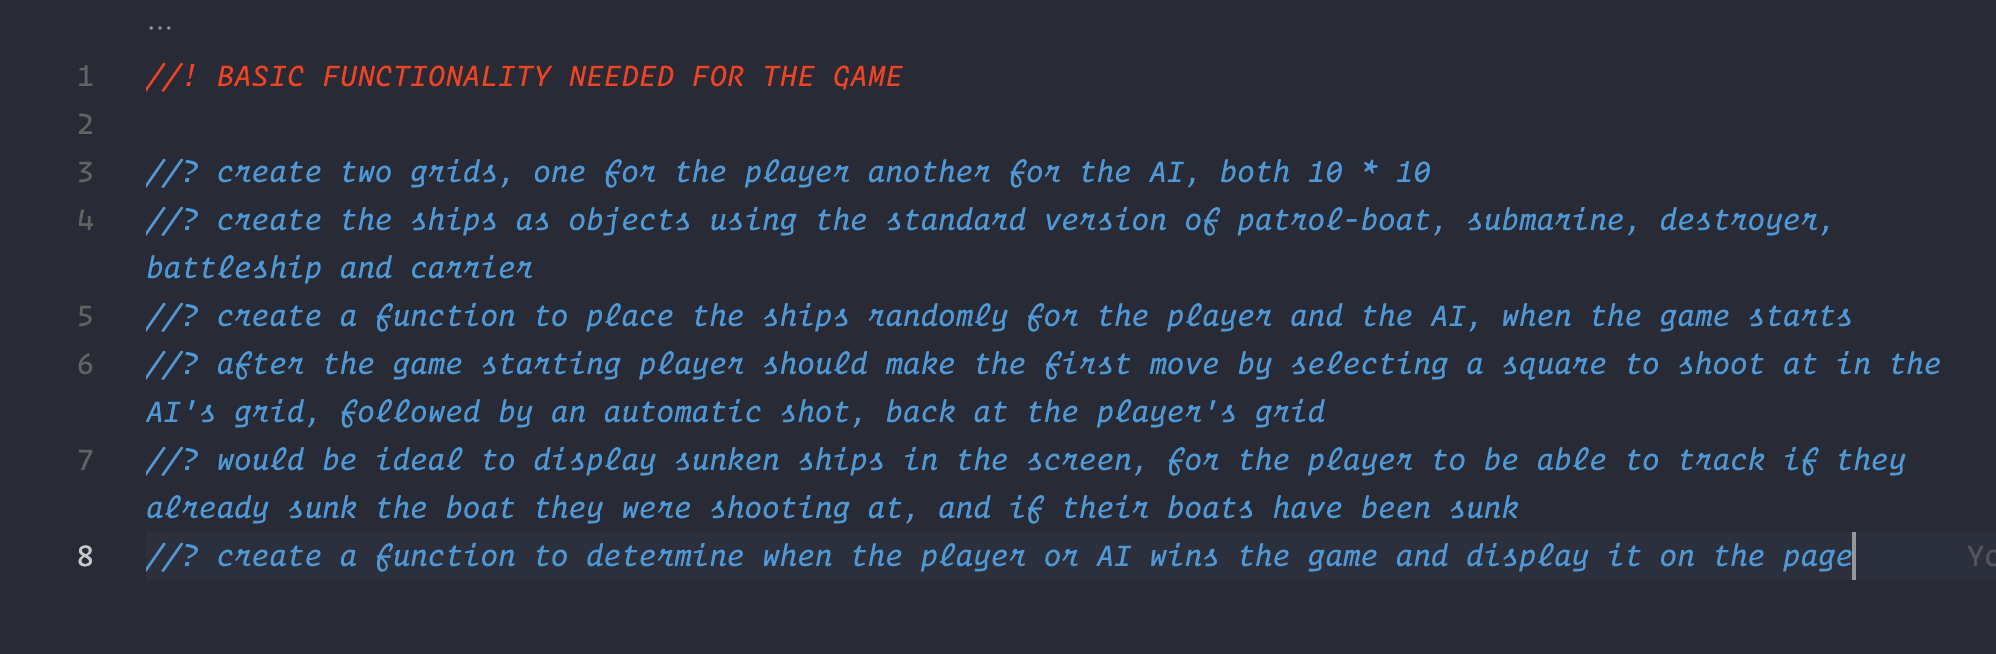 ...
1 //! BASIC FUNCTIONALITY NEEDED FOR THE GAME
2
3 //? create two grids, one for the player another for the AI, both 10 * 10
4 //? create the ships as objects using the standard version of patrol-boat, submarine, destroyer,
battleship and carrier
5 //? create a function to place the ships randomly for the player and the AI, when the game starts
6 //? after the game starting player should make the first move by selecting a square to shoot at in the
AI's grid, followed by an automatic shot, back at the player's grid
7 //? would be ideal to display sunken ships in the screen, for the player to be able to track if they
already sunk the boat they were shooting at, and if their boats have been sunk
8 //? create a function to determine when the player or AI wins the game and display it on the page